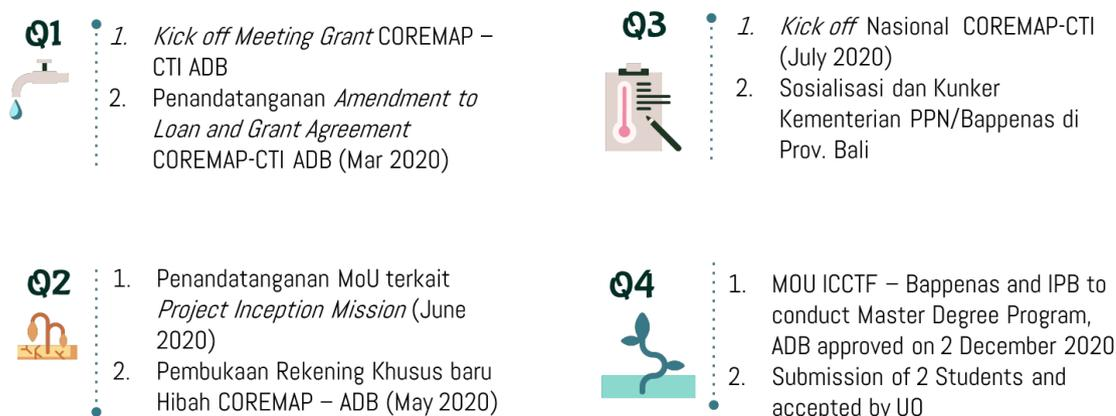 Q1
1. Kick off Meeting Grant COREMAP –
CTI ADB
2. Penandatanganan Amendment to
Loan and Grant Agreement
COREMAP-CTI ADB (Mar 2020)
Q2
1. Penandatanganan MoU terkait
Project Inception Mission (June
2020)
2. Pembukaan Rekening Khusus baru
Hibah COREMAP – ADB (May 2020)
Q3
1. Kick off Nasional COREMAP-CTI
(July 2020)
2. Sosialisasi dan Kunker
Kementerian PPN/Bappenas di
Prov. Bali
Q4
1. MOU ICCTF – Bappenas and IPB to
conduct Master Degree Program,
ADB approved on 2 December 2020
2. Submission of 2 Students and
accepted by UQ